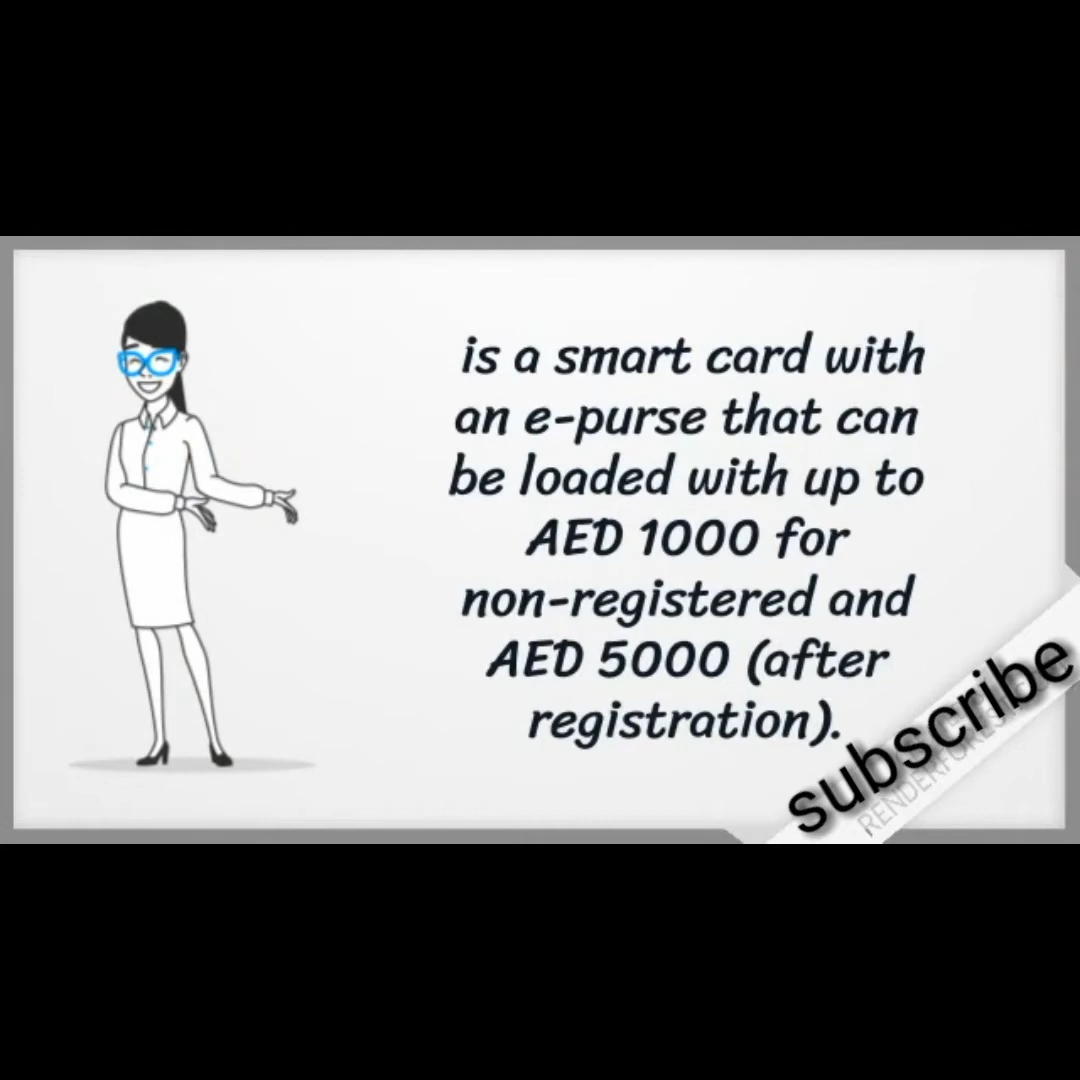 is a smart card with
an e-purse that can
be loaded with up to
AED 1000 for
non-registered and
AED 5000 (after
registration).
subscribe